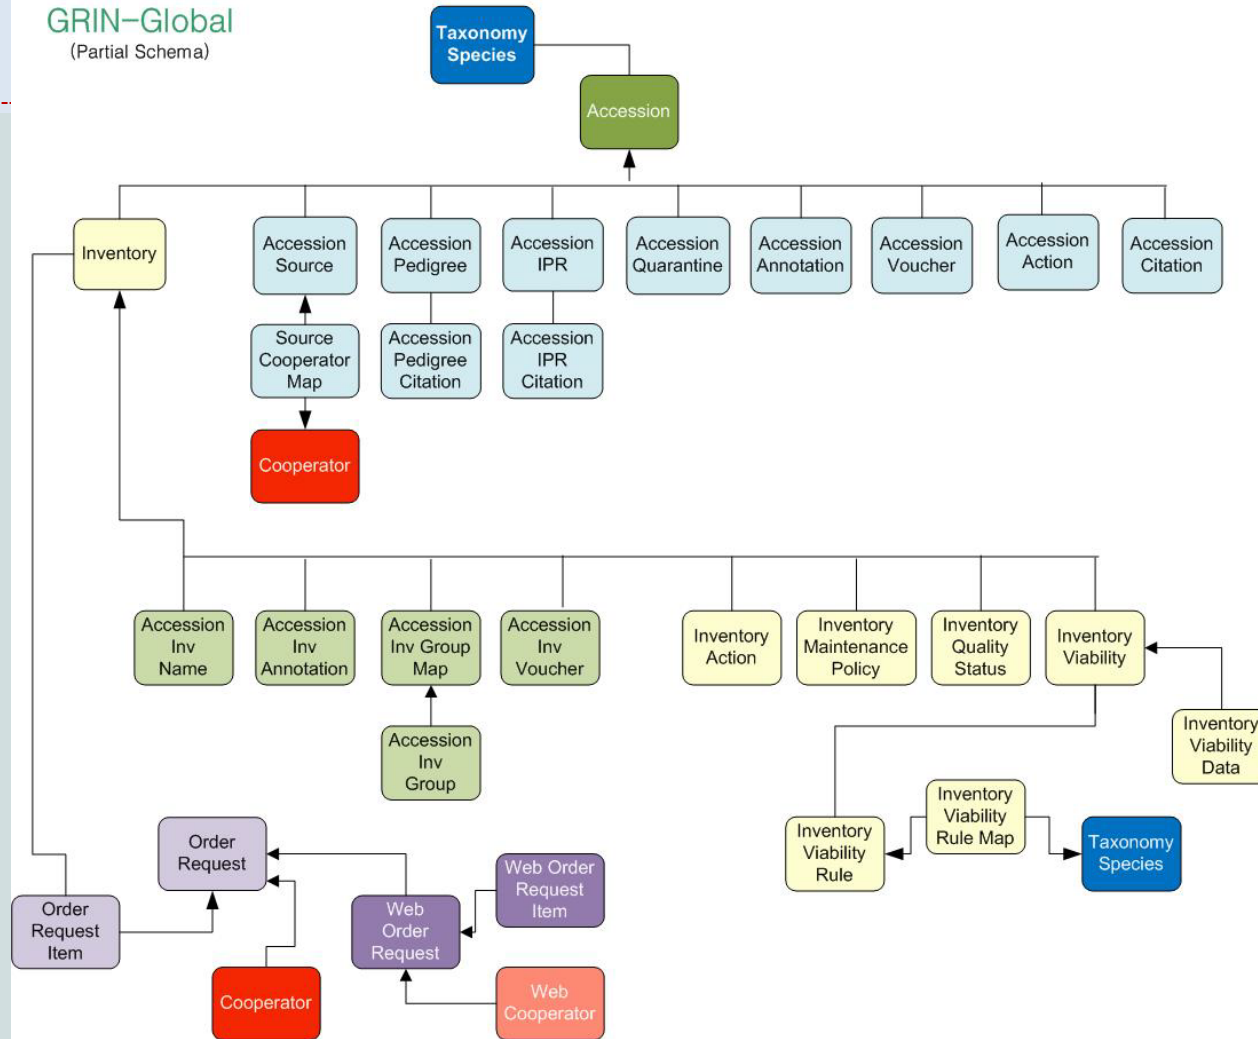 GRIN-Global
(Partial Schema)
Taxonomy
Species
Accession
Inventory
Accession
Source
Accession
Pedigree
Accession
IPR
Accession
Quarantine
Accession
Annotation
Accession
Voucher
Accession
Action
Accession
Citation
Source
Cooperator
Map
Accession
Pedigree
Citation
Accession
IPR
Citation
Cooperator
Accession
Inv
Name
Accession
Inv
Annotation
Accession
Inv Group
Map
Accession
Inv
Voucher
Inventory
Action
Inventory
Maintenance
Policy
Inventory
Quality
Status
Inventory
Viability
Inventory
Viability
Data
Accession
Inv
Group
Inventory
Viability
Rule
Inventory
Viability
Rule Map
Taxonomy
Species
Order
Request
Order
Request
Item
Web Order
Request
Item
Web
Order
Request
Cooperator
Web
Cooperator